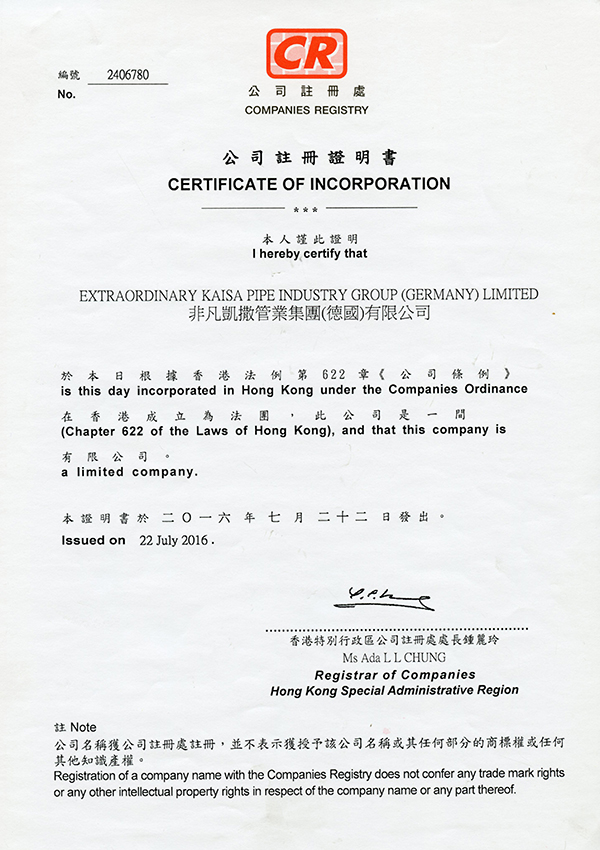 CR
公司註冊處
COMPANIES REGISTRY
編號 2406780
No.
公司註冊證明書
CERTIFICATE OF INCORPORATION
***
本人謹此證明
I hereby certify that
EXTRAORDINARY KAISA PIPE INDUSTRY GROUP (GERMANY) LIMITED
非凡凱撒管業集團(德國)有限公司
於本日根據香港法例第622章《公司條例》
is this day incorporated in Hong Kong under the Companies Ordinance
在香港成立為法團，此公司是一間
(Chapter 622 of the Laws of Hong Kong), and that this company is
有限公司。
a limited company.
本證明書於二〇一六年七月二十二日發出。
Issued on 22 July 2016.
香港特別行政區公司註冊處處長鍾麗玲
Ms Ada L L CHUNG
Registrar of Companies
Hong Kong Special Administrative Region
註 Note
公司名稱獲公司註冊處註冊，並不表示獲授予該公司名稱或其任何部分的商標權或任何
其他知識產權。
Registration of a company name with the Companies Registry does not confer any trade mark rights
or any other intellectual property rights in respect of the company name or any part thereof.